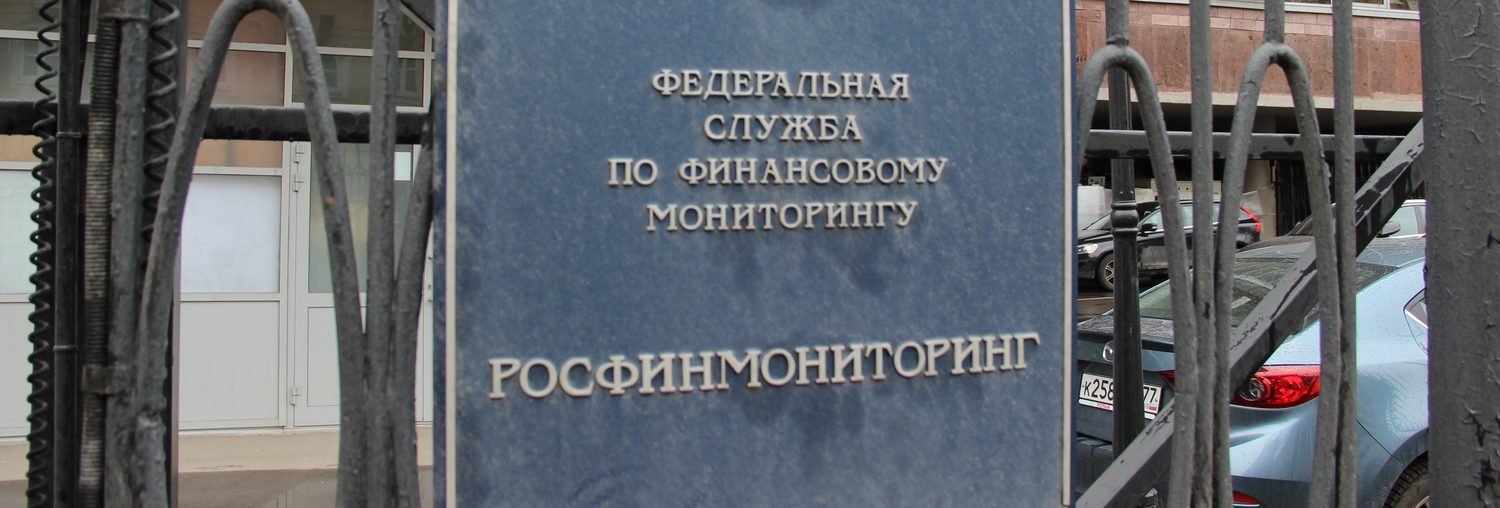 ФЕДЕРАЛЬНАЯ
СЛУЖБА
ПО ФИНАНСОВОМУ
МОНИТОРИНГУ
РОСФИНМОНИТОРИНГ